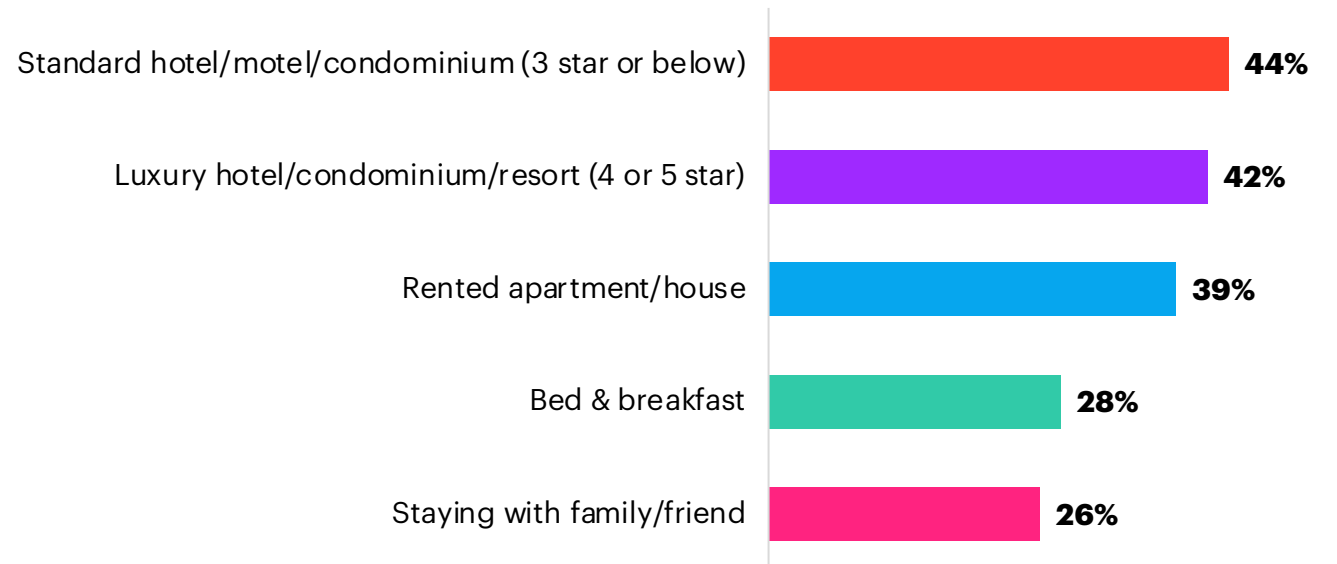 Standard hotel/motel/condominium (3 star or below) 44%
Luxury hotel/condominium/resort (4 or 5 star) 42%
Rented apartment/house 39%
Bed & breakfast 28%
Staying with family/friend 26%